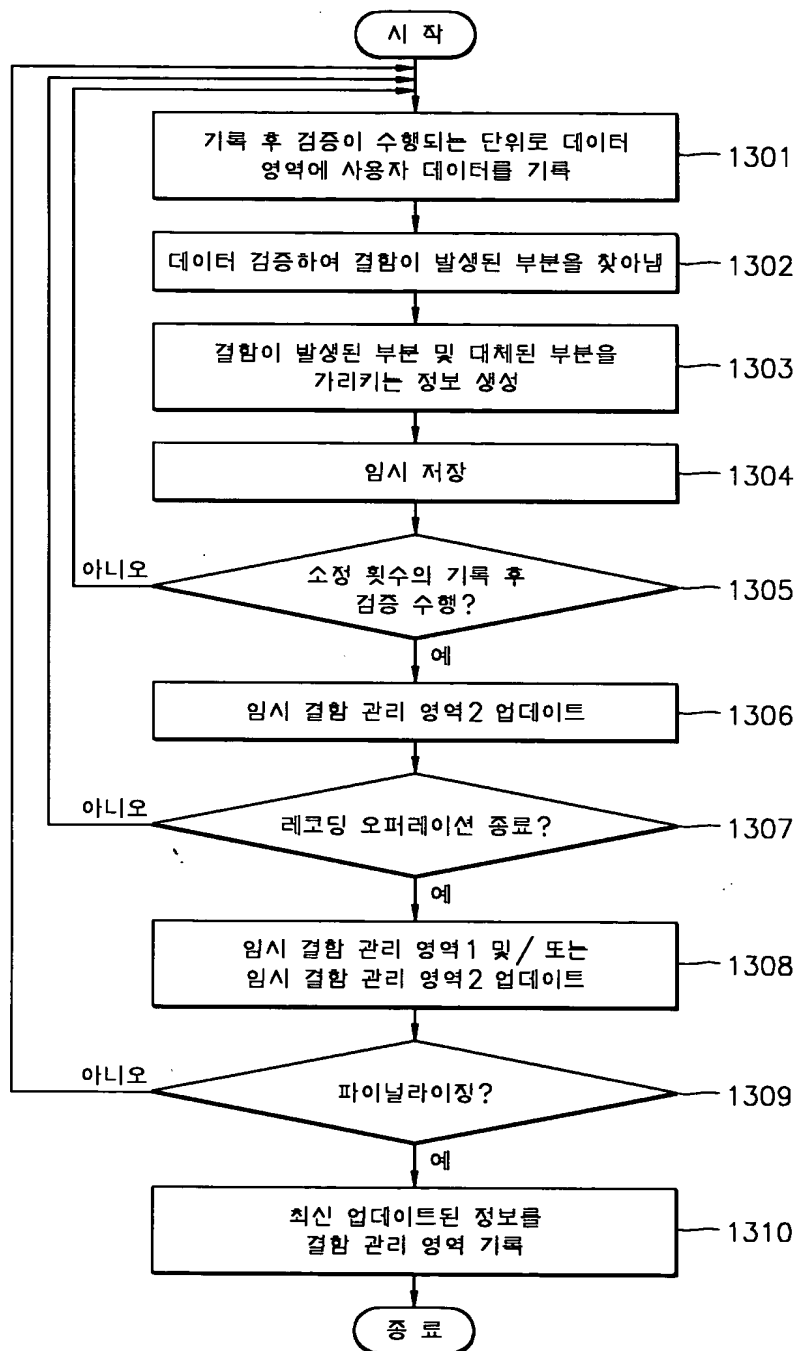 시 작
기록 후 검증이 수행되는 단위로 데이터
영역에 사용자 데이터를 기록
1301
데이터 검증하여 결함이 발생된 부분을 찾아냄
1302
결함이 발생된 부분 및 대체된 부분을
가리키는 정보 생성
1303
임시 저장
1304
아니오
소정 횟수의 기록 후
검증 수행?
1305
예
임시 결함 관리 영역2 업데이트
1306
아니오
레코딩 오퍼레이션 종료?
1307
예
임시 결함 관리 영역1 및/ 또는
임시 결함 관리 영역2 업데이트
1308
아니오
파이널라이징?
1309
예
최신 업데이트된 정보를
결함 관리 영역 기록
1310
종 료